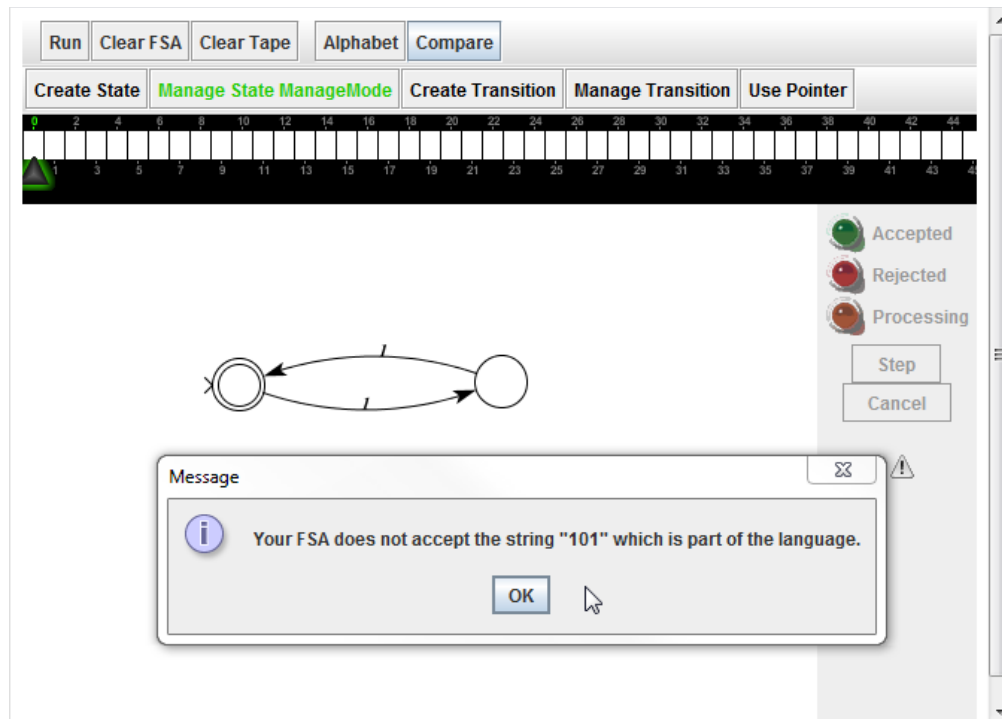 Run Clear FSA Clear Tape Alphabet Compare
Create State Manage State ManageMode Create Transition Manage Transition Use Pointer
0 2 4 6 8 10 12 14 16 18 20 22 24 26 28 30 32 34 36 38 40 42 44
1 3 5 7 9 11 13 15 17 19 21 23 25 27 29 31 33 35 37 39 41 43 45
Accepted
Rejected
Processing
Step
Cancel
1
1
Message
Your FSA does not accept the string "101" which is part of the language.
OK